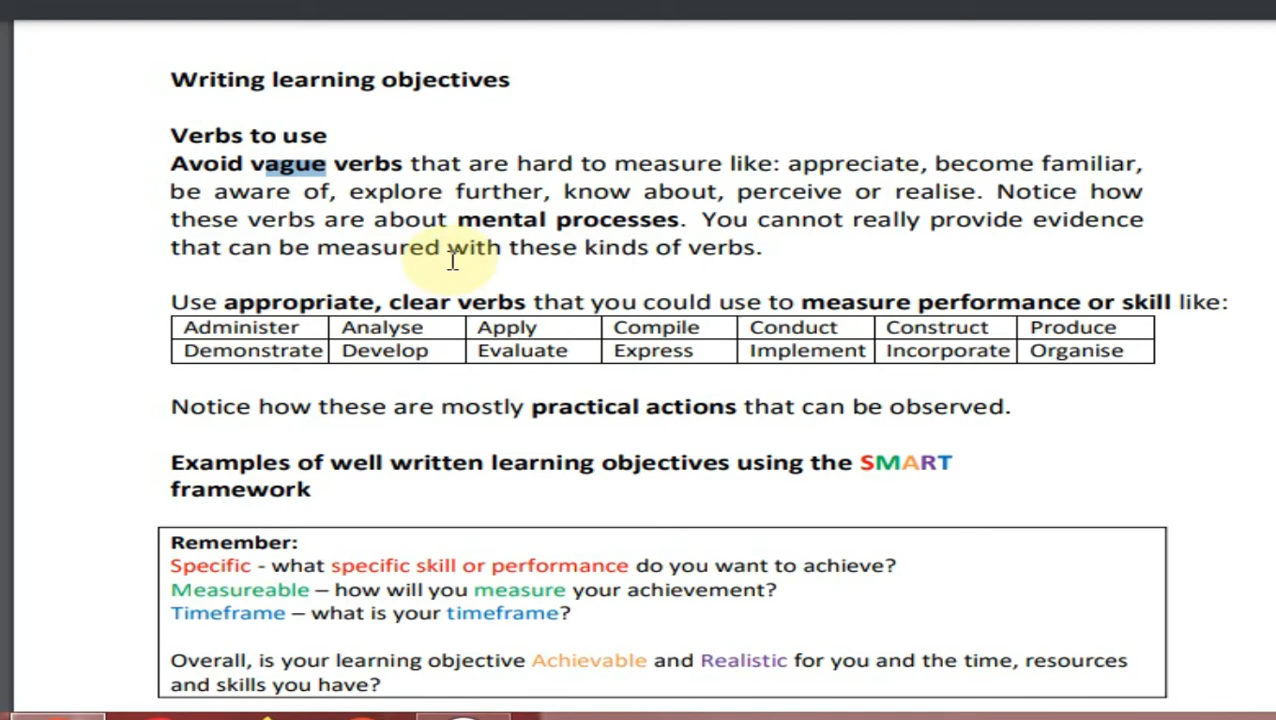 Writing learning objectives
Verbs to use
Avoid vague verbs that are hard to measure like: appreciate, become familiar,
be aware of, explore further, know about, perceive or realise. Notice how
these verbs are about mental processes. You cannot really provide evidence
that can be measured with these kinds of verbs.
Use appropriate, clear verbs that you could use to measure performance or skill like:
Administer Analyse Apply Compile Conduct Construct Produce
Demonstrate Develop Evaluate Express Implement Incorporate Organise
Notice how these are mostly practical actions that can be observed.
Examples of well written learning objectives using the SMART
framework
Remember:
Specific - what specific skill or performance do you want to achieve?
Measureable – how will you measure your achievement?
Timeframe – what is your timeframe?
Overall, is your learning objective Achievable and Realistic for you and the time, resources
and skills you have?